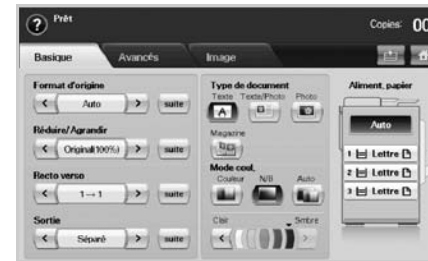 ? Prêt
Copies: 00
Basique
Avancés
Image
Format d'origine
Auto
suite
Réduire/Agrandir
Original(100%)
suite
Recto verso
1→1
suite
Sortie
Séparé
suite
Type de document
Texte Texte/Photo Photo
A
Magazine
Mode coul.
Couleur N/B Auto
Clair
Smbre
Aliment. papier
Auto
1 Lettre
2 Lettre
3 Lettre